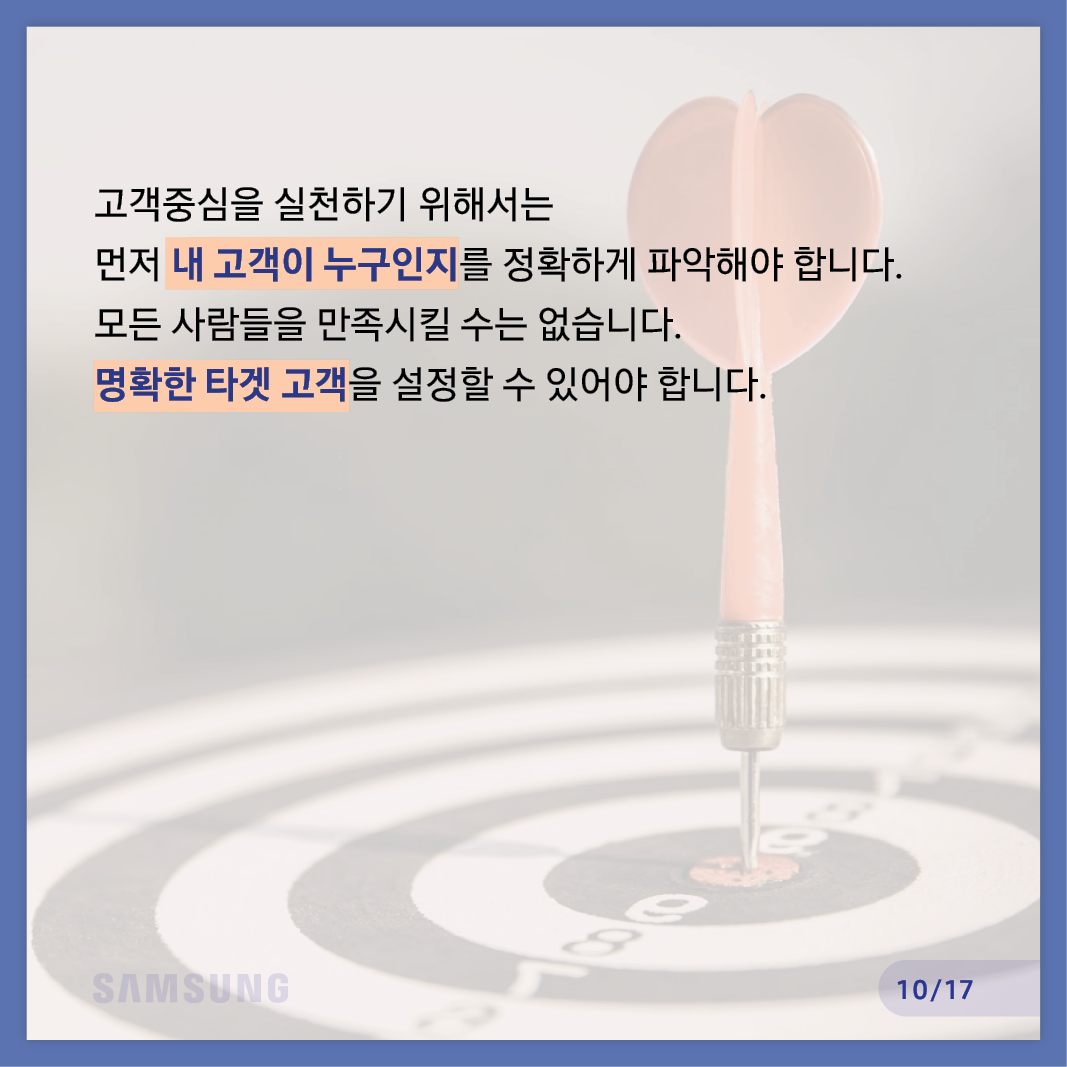 고객중심을 실천하기 위해서는
먼저 내 고객이 누구인지를 정확하게 파악해야 합니다.
모든 사람들을 만족시킬 수는 없습니다.
명확한 타겟 고객을 설정할 수 있어야 합니다.
9
9
8
SAMSUNG
10/17